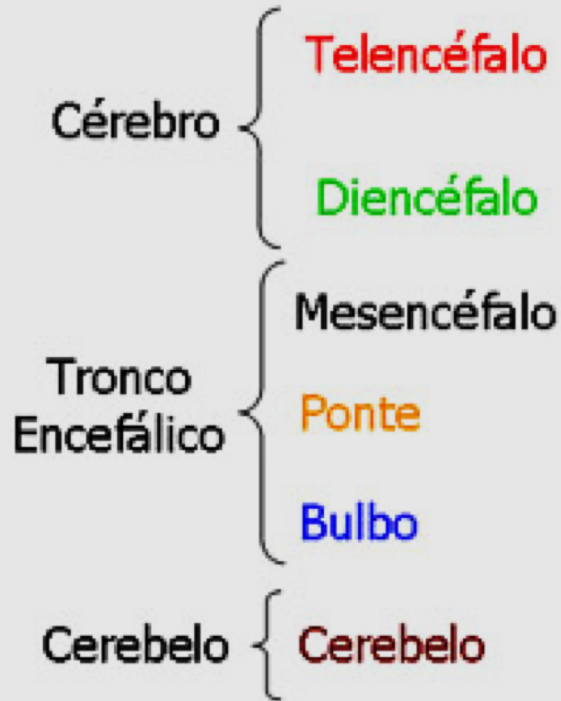 Cérebro
Telencéfalo
Diencéfalo
Tronco
Encefálico
Mesencéfalo
Ponte
Bulbo
Cerebelo
Cerebelo